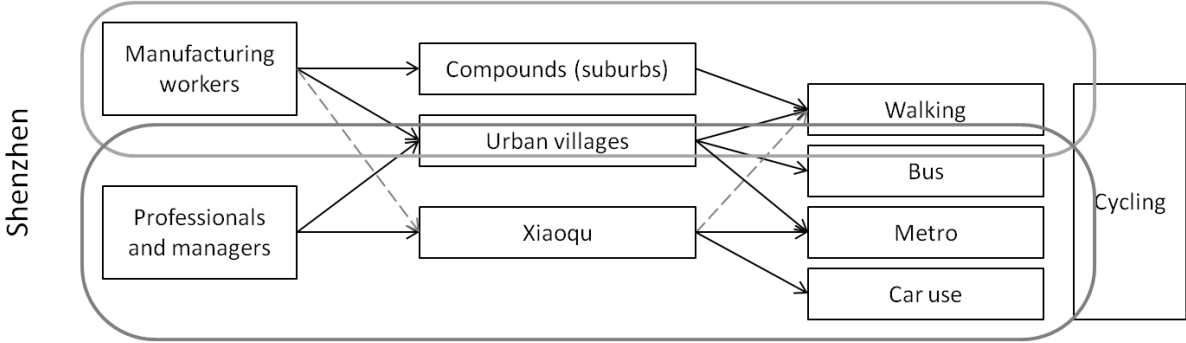 Shenzhen
Manufacturing
workers
Professionals
and managers
Compounds (suburbs)
Urban villages
Xiaoqu
Walking
Bus
Metro
Car use
Cycling